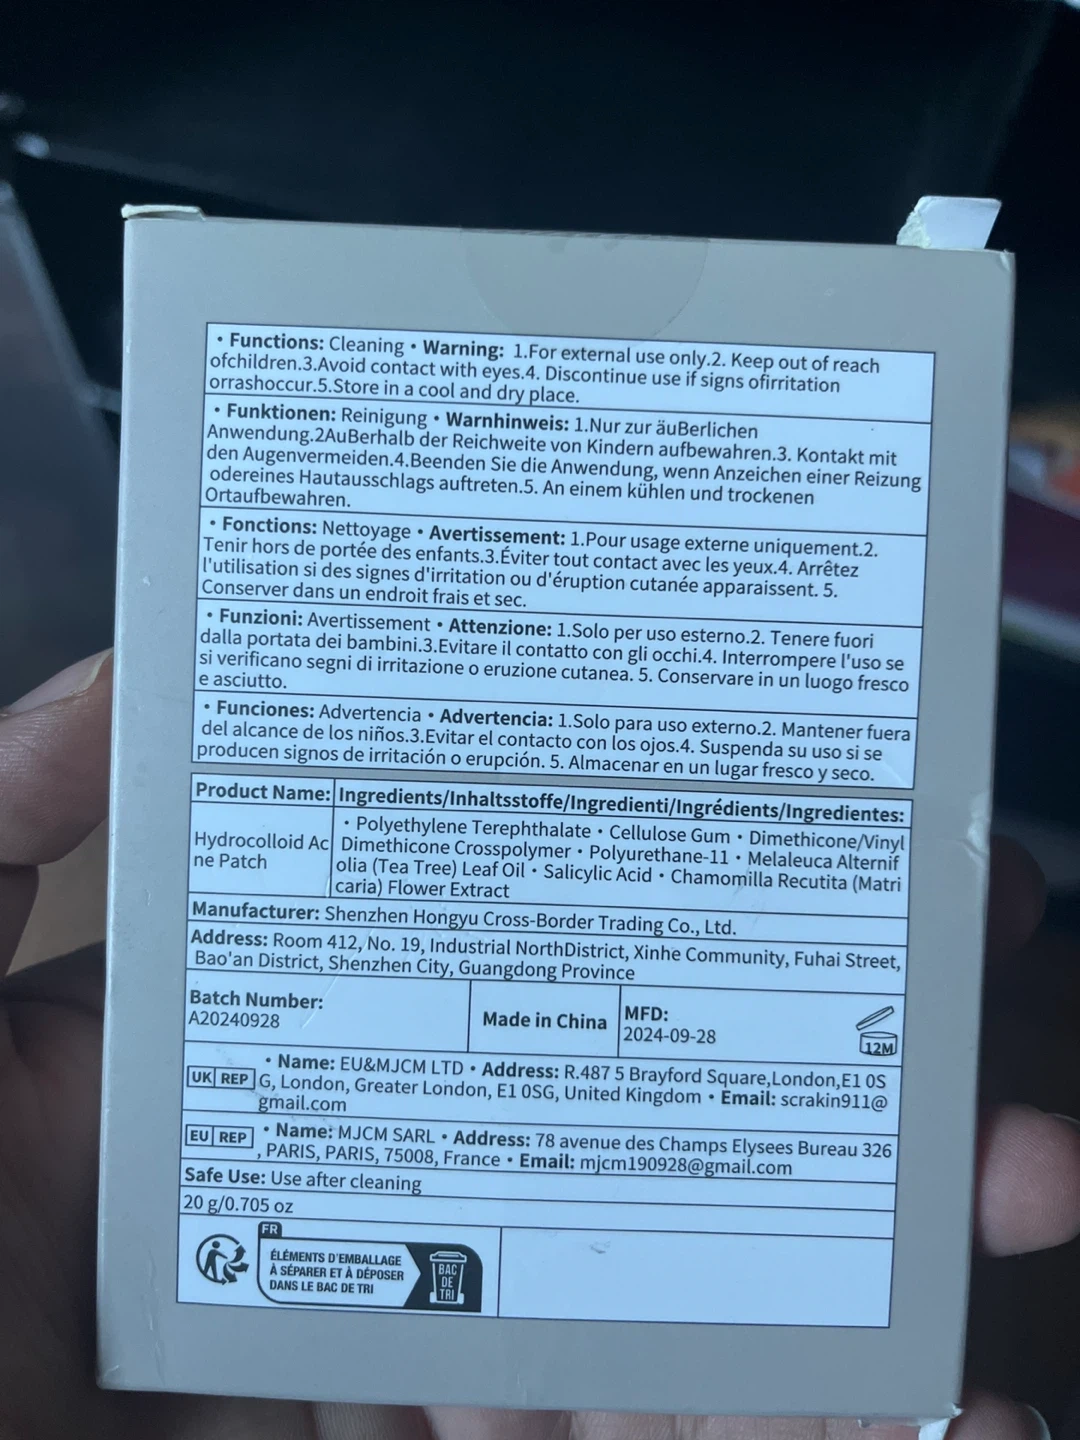 • Functions: Cleaning • Warning: 1.For external use only.2. Keep out of reach
ofchildren.3.Avoid contact with eyes.4. Discontinue use if signs ofirritation
orrashoccur.5.Store in a cool and dry place.
• Funktionen: Reinigung • Warnhinweis: 1.Nur zur äuBerlichen
Anwendung.2AuBerhalb der Reichweite von Kindern aufbewahren.3. Kontakt mit
den Augenvermeiden.4.Beenden Sie die Anwendung, wenn Anzeichen einer Reizung
odereines Hautausschlags auftreten.5. An einem kühlen und trockenen
Ortaufbewahren.
• Fonctions: Nettoyage • Avertissement: 1.Pour usage externe uniquement.2.
Tenir hors de portée des enfants.3.Éviter tout contact avec les yeux.4. Arrêtez
l'utilisation si des signes d'irritation ou d'éruption cutanée apparaissent. 5.
Conserver dans un endroit frais et sec.
• Funzioni: Avertissement • Attenzione: 1.Solo per uso esterno.2. Tenere fuori
dalla portata dei bambini.3.Evitare il contatto con gli occhi.4. Interrompere l'uso se
si verificano segni di irritazione o eruzione cutanea. 5. Conservare in un luogo fresco
e asciutto.
• Funciones: Advertencia • Advertencia: 1.Solo para uso externo.2. Mantener fuera
del alcance de los niños.3.Evitar el contacto con los ojos.4. Suspenda su uso si se
producen signos de irritación o erupción. 5. Almacenar en un lugar fresco y seco.
Product Name: Ingredients/Inhaltsstoffe/Ingredienti/Ingrédients/Ingredientes:
Hydrocolloid Ac
ne Patch
• Polyethylene Terephthalate • Cellulose Gum • Dimethicone/Vinyl
Dimethicone Crosspolymer • Polyurethane-11 • Melaleuca Alternif
olia (Tea Tree) Leaf Oil • Salicylic Acid • Chamomilla Recutita (Matri
caria) Flower Extract
Manufacturer: Shenzhen Hongyu Cross-Border Trading Co., Ltd.
Address: Room 412, No. 19, Industrial NorthDistrict, Xinhe Community, Fuhai Street,
Bao'an District, Shenzhen City, Guangdong Province
Batch Number:
A20240928
Made in China
MFD:
2024-09-28
12M
UK REP
• Name: EU&MJCM LTD • Address: R.487 5 Brayford Square,London,E1 0S
G, London, Greater London, E1 0SG, United Kingdom • Email: scrakin911@
gmail.com
EU REP
• Name: MJCM SARL • Address: 78 avenue des Champs Elysees Bureau 326
, PARIS, PARIS, 75008, France • Email: mjcm190928@gmail.com
Safe Use: Use after cleaning
20 g/0.705 oz
FR
ÉLÉMENTS D'EMBALLAGE
À SÉPARER ET À DÉPOSER
DANS LE BAC DE TRI
BAC
DE
TRI